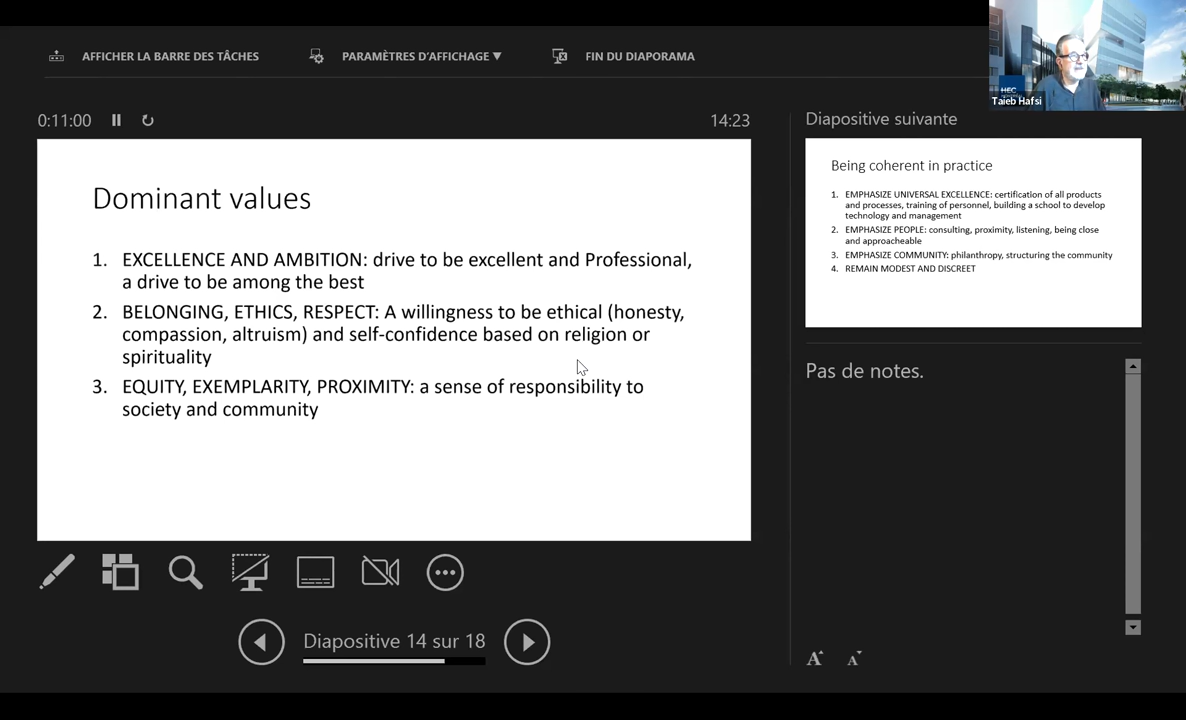 AFFICHER LA BARRE DES TÂCHES
PARAMÈTRES D'AFFICHAGE ▼
FIN DU DIAPORAMA
HEC
Taïeb Hafsi
0:11:00
14:23
Dominant values
1. EXCELLENCE AND AMBITION: drive to be excellent and Professional,
a drive to be among the best
2. BELONGING, ETHICS, RESPECT: A willingness to be ethical (honesty,
compassion, altruism) and self-confidence based on religion or
spirituality
3. EQUITY, EXEMPLARITY, PROXIMITY: a sense of responsibility to
society and community
Diapositive suivante
Being coherent in practice
1. EMPHASIZE UNIVERSAL EXCELLENCE: certification of all products
and processes, training of personnel, building a school to develop
technology and management
2. EMPHASIZE PEOPLE: consulting, proximity, listening, being close
and approacheable
3. EMPHASIZE COMMUNITY: philanthropy, structuring the community
4. REMAIN MODEST AND DISCREET
Pas de notes.
Diapositive 14 sur 18
A A